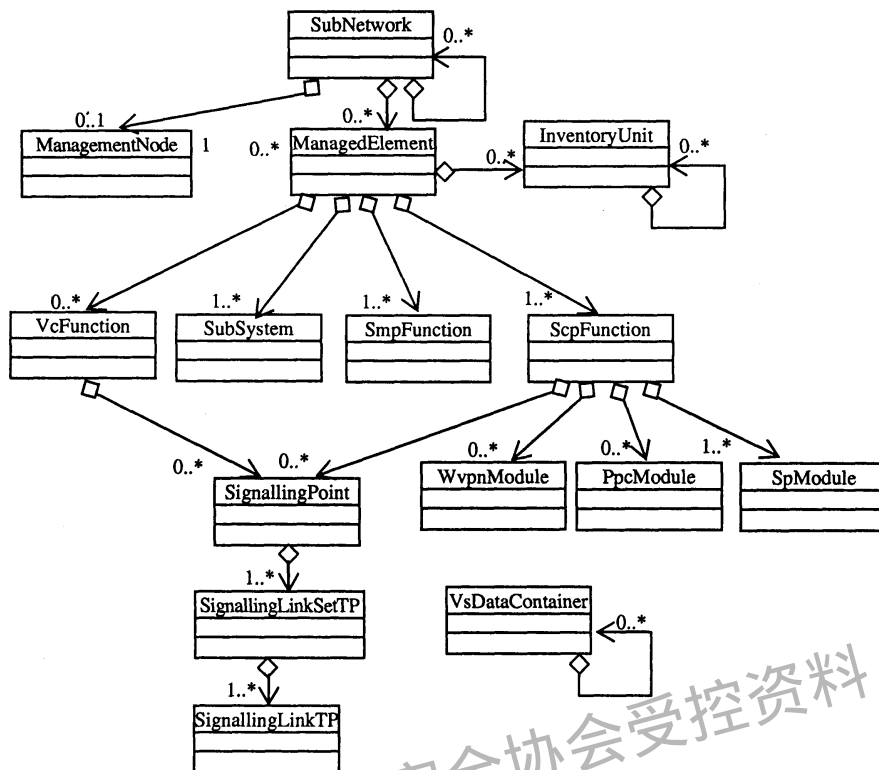 SubNetwork
0..*
0..1
0..*
ManagementNode
1
0..*
ManagedElement
0..*
InventoryUnit
0..*
0..*
1..*
1..*
1..*
VcFunction
SubSystem
SmpFunction
ScpFunction
0..*
0..*
0..*
0..*
1..*
SignallingPoint
WvpnModule
PpcModule
SpModule
1..*
SignallingLinkSetTP
VsDataContainer
0..*
1..*
SignallingLinkTP
安全协会受控资料